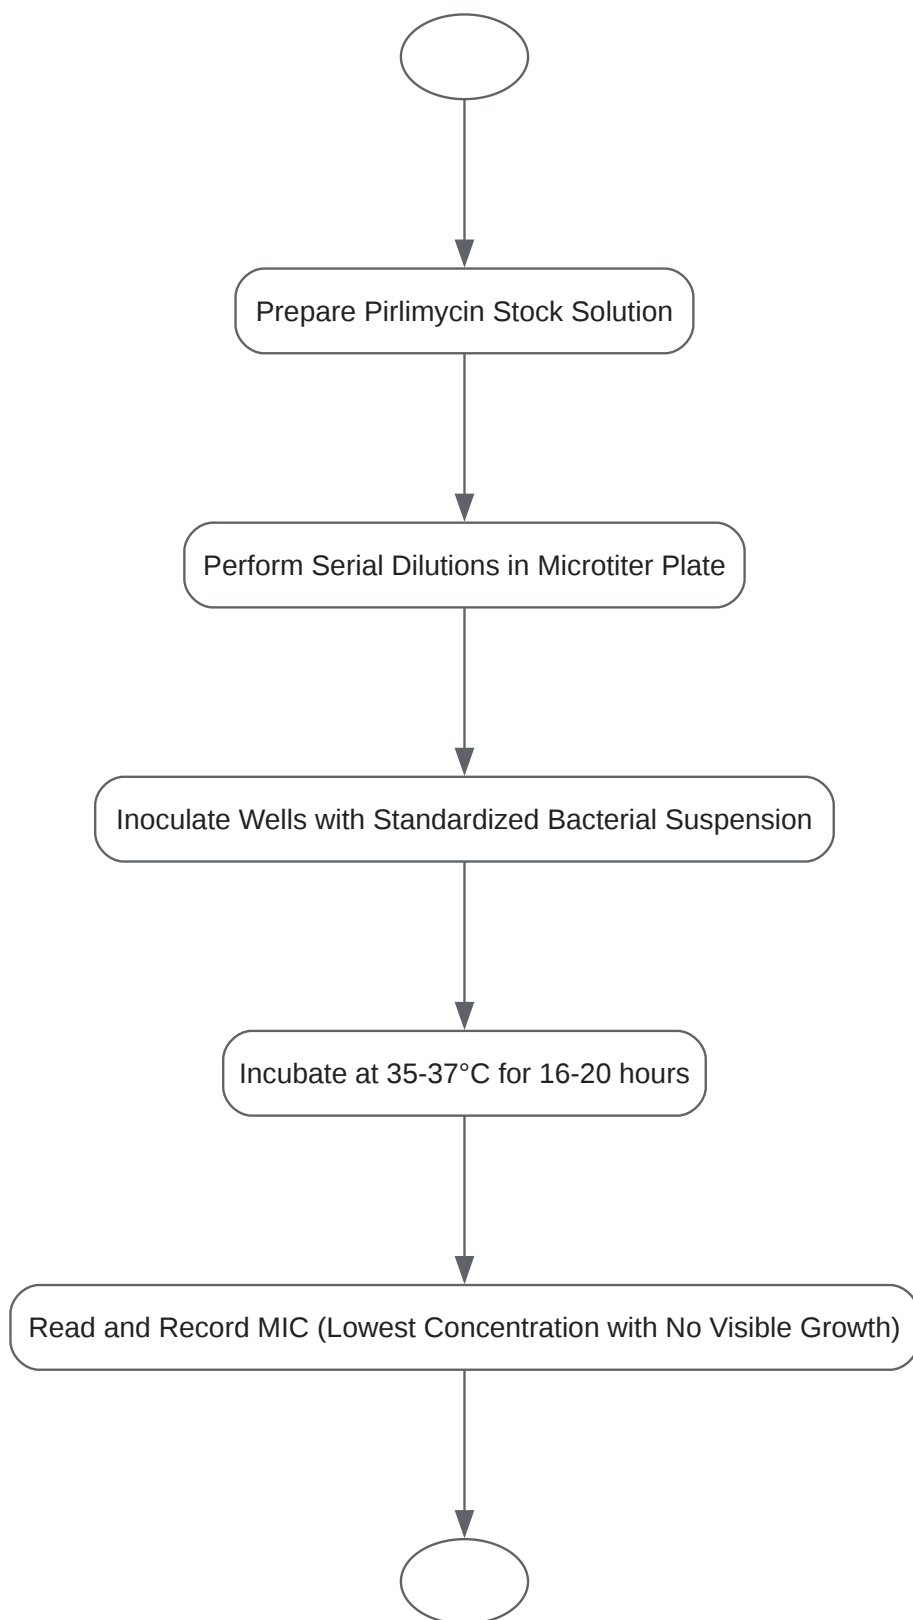 Prepare Pirlimycin Stock Solution
Perform Serial Dilutions in Microtiter Plate
Inoculate Wells with Standardized Bacterial Suspension
Incubate at 35-37°C for 16-20 hours
Read and Record MIC (Lowest Concentration with No Visible Growth)